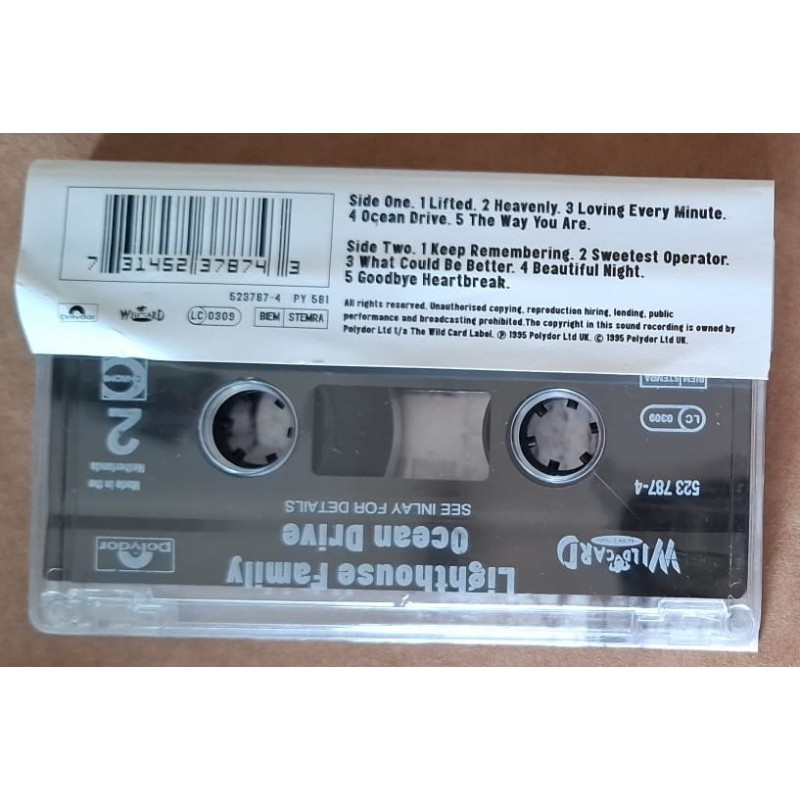 Side One. 1 Lifted. 2 Heavenly. 3 Loving Every Minute.
4 Ocean Drive. 5 The Way You Are.
Side Two. 1 Keep Remembering. 2 Sweetest Operator.
3 What Could Be Better. 4 Beautiful Night.
5 Goodbye Heartbreak.
All rights reserved. Unauthorised copying, reproduction hiring, lending, public
performance and broadcasting prohibited. The copyright in this sound recording is owned by
Polydor Ltd t/a The Wild Card Label. ℗ 1995 Polydor Ltd UK. © 1995 Polydor Ltd UK.
7 31452 37874 3
523787-4 PY 581
polydor WILDCARD LC 0309 BIEM STEMRA
Lighthouse Family
Ocean Drive
SEE INLAY FOR DETAILS
WILDCARD
Polydor
523 787-4
Made in the
Netherlands
LC 0309
2
BIEM STEMRA